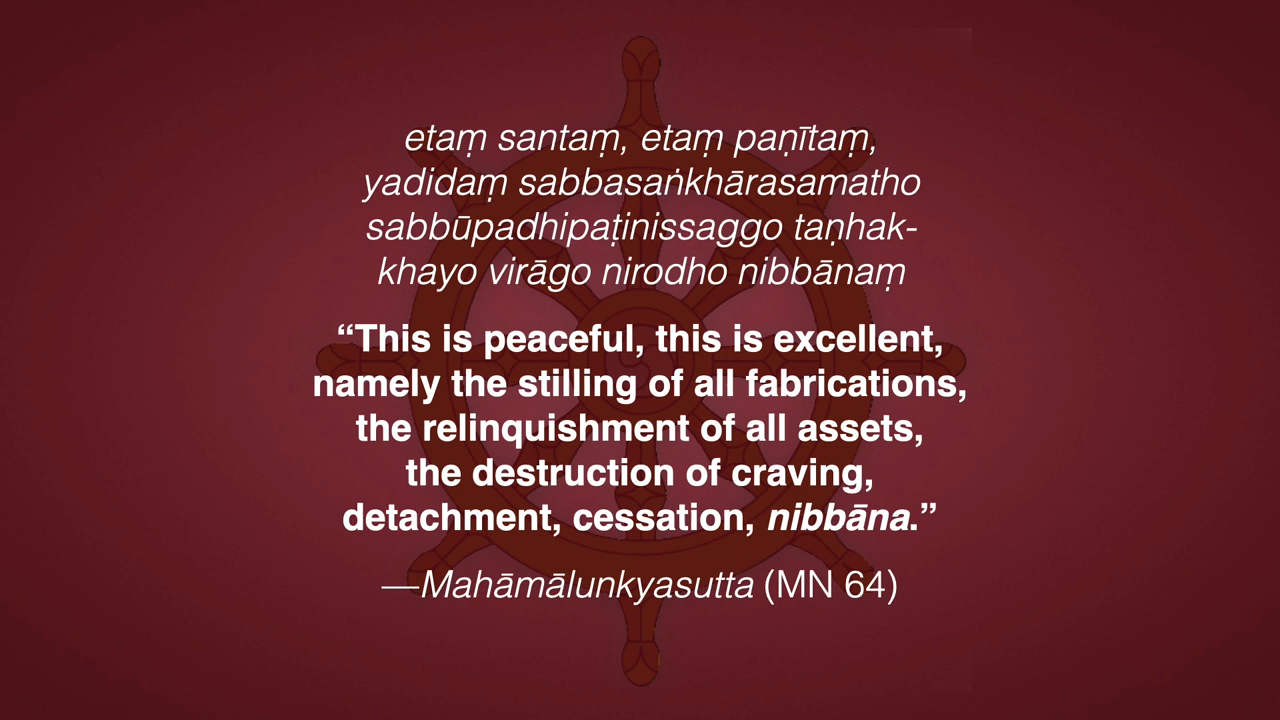 etaṃ santaṃ, etaṃ paṇītaṃ,
yadidaṃ sabbasaṅkhārasamatho
sabbūpadhipaṭinissaggo taṇhak-
khayo virāgo nirodho nibbānaṃ
“This is peaceful, this is excellent,
namely the stilling of all fabrications,
the relinquishment of all assets,
the destruction of craving,
detachment, cessation, nibbāna.”
—Mahāmālunkyasutta (MN 64)